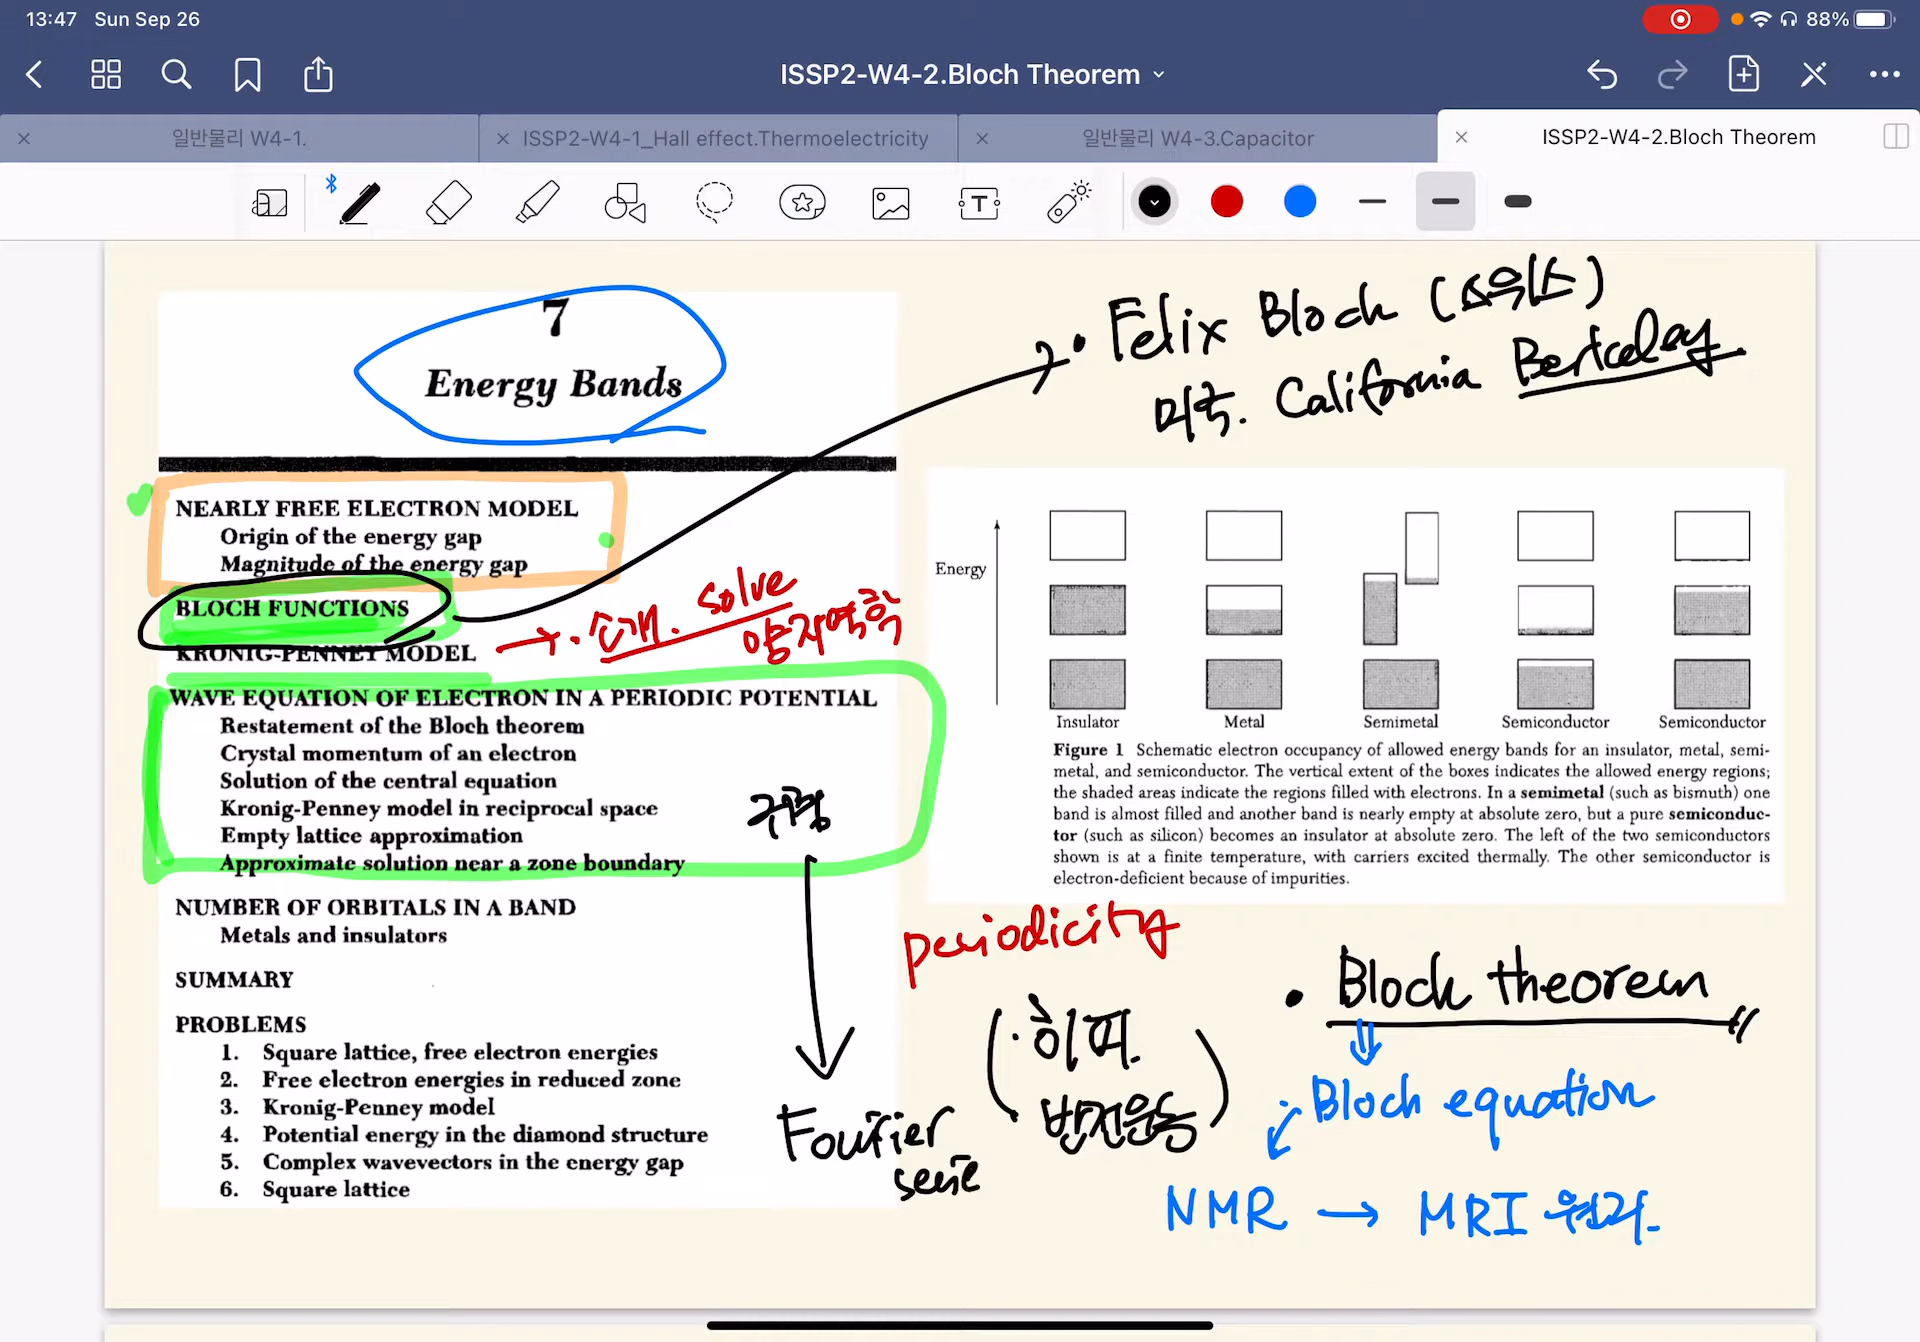 13:47 Sun Sep 26
88%
ISSP2-W4-2.Bloch Theorem
일반물리 W4-1.
ISSP2-W4-1_Hall effect.Thermoelectricity
일반물리 W4-3.Capacitor
ISSP2-W4-2.Bloch Theorem
7
Energy Bands
NEARLY FREE ELECTRON MODEL
Origin of the energy gap
Magnitude of the energy gap
BLOCH FUNCTIONS
KRONIG-PENNEY MODEL
WAVE EQUATION OF ELECTRON IN A PERIODIC POTENTIAL
Restatement of the Bloch theorem
Crystal momentum of an electron
Solution of the central equation
Kronig-Penney model in reciprocal space
Empty lattice approximation
Approximate solution near a zone boundary
NUMBER OF ORBITALS IN A BAND
Metals and insulators
SUMMARY
PROBLEMS
1. Square lattice, free electron energies
2. Free electron energies in reduced zone
3. Kronig-Penney model
4. Potential energy in the diamond structure
5. Complex wavevectors in the energy gap
6. Square lattice
· Felix Bloch (스위스)
미국. California Berkeley
→ · 소개. solve
양자역학
Energy
Insulator Metal Semimetal Semiconductor Semiconductor
Figure 1 Schematic electron occupancy of allowed energy bands for an insulator, metal, semi-
metal, and semiconductor. The vertical extent of the boxes indicates the allowed energy regions;
the shaded areas indicate the regions filled with electrons. In a semimetal (such as bismuth) one
band is almost filled and another band is nearly empty at absolute zero, but a pure semiconduc-
tor (such as silicon) becomes an insulator at absolute zero. The left of the two semiconductors
shown is at a finite temperature, with carriers excited thermally. The other semiconductor is
electron-deficient because of impurities.
periodicity
Fourier
serie
(· 히피.
반전운동)
· Bloch theorem
Bloch equation
NMR → MRI 원리.